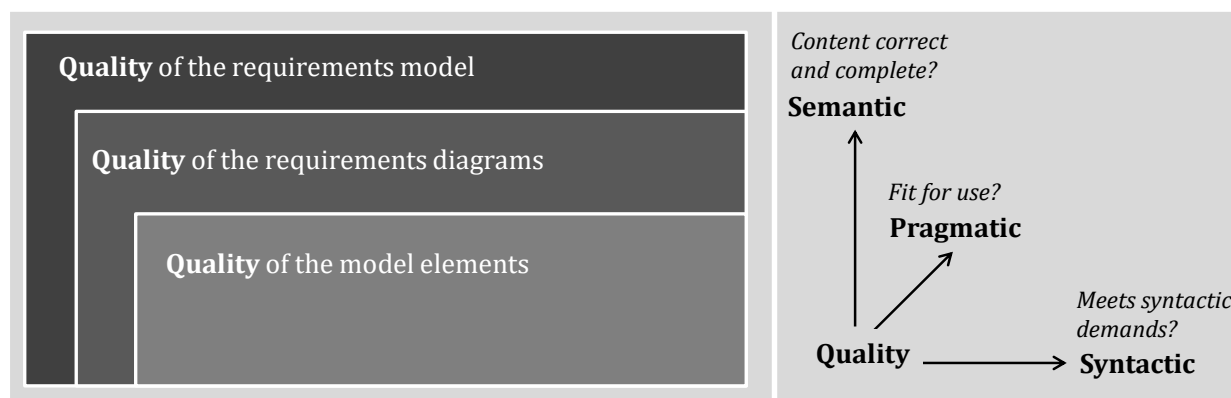 Quality of the requirements model
Quality of the requirements diagrams
Quality of the model elements
Content correct
and complete?
Semantic
Fit for use?
Pragmatic
Meets syntactic
demands?
Quality
Syntactic